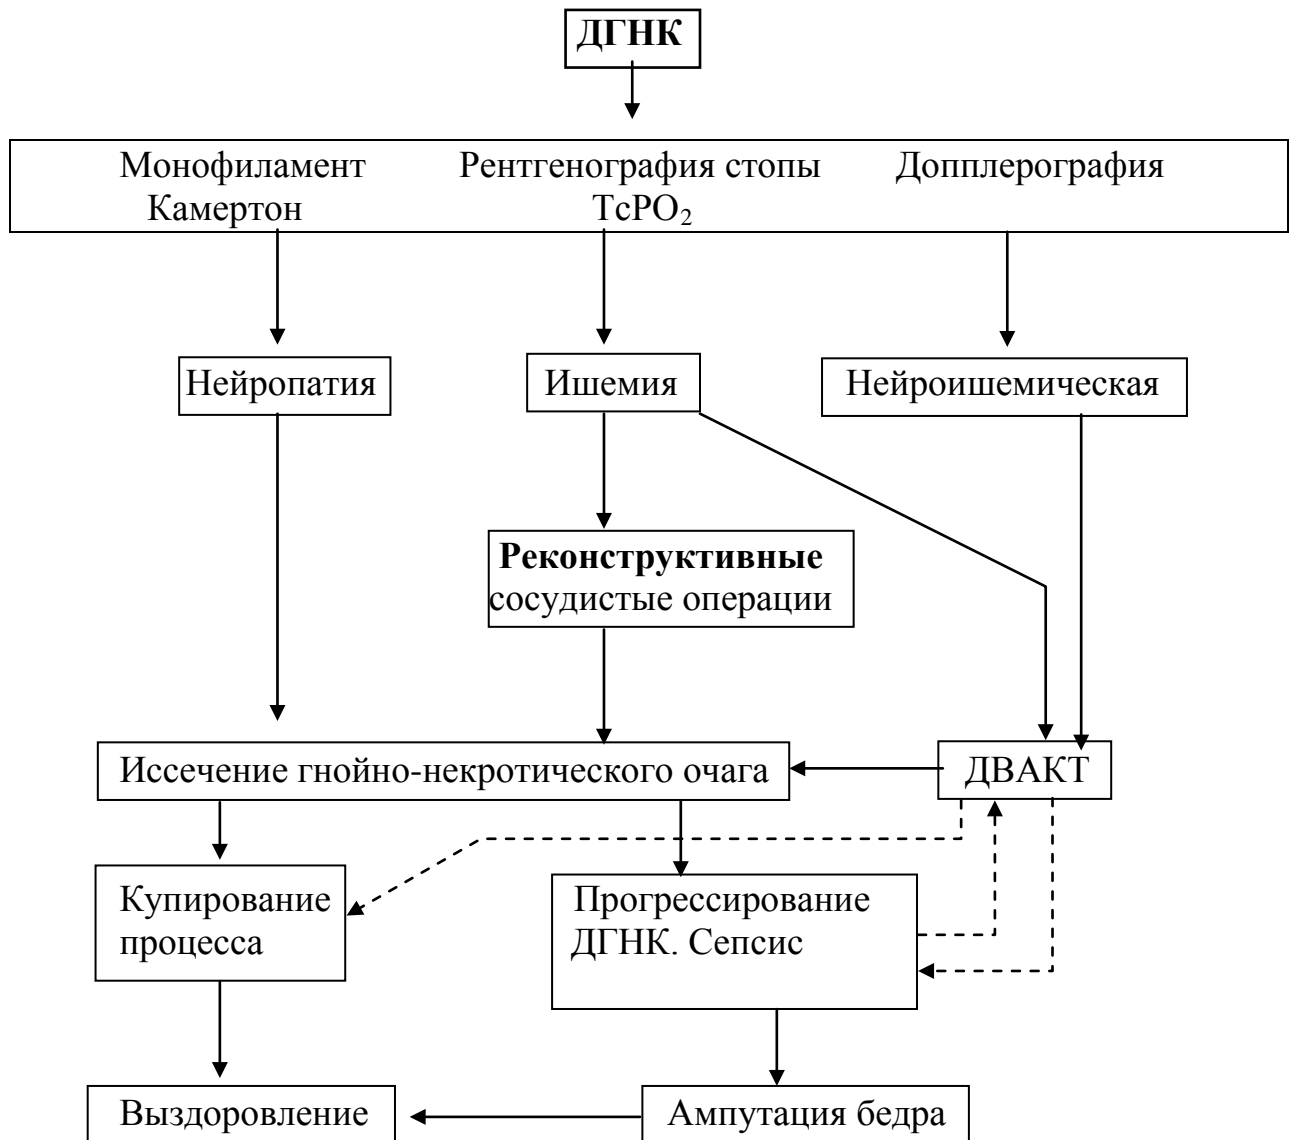 ДГНК
Монофиламент Рентгенография стопы Допплерография
Камертон TcPO₂
Нейропатия Ишемия Нейроишемическая
Реконструктивные
сосудистые операции
Иссечение гнойно-некротического очага ДВАКТ
Купирование
процесса
Прогрессирование
ДГНК. Сепсис
Выздоровление Ампутация бедра